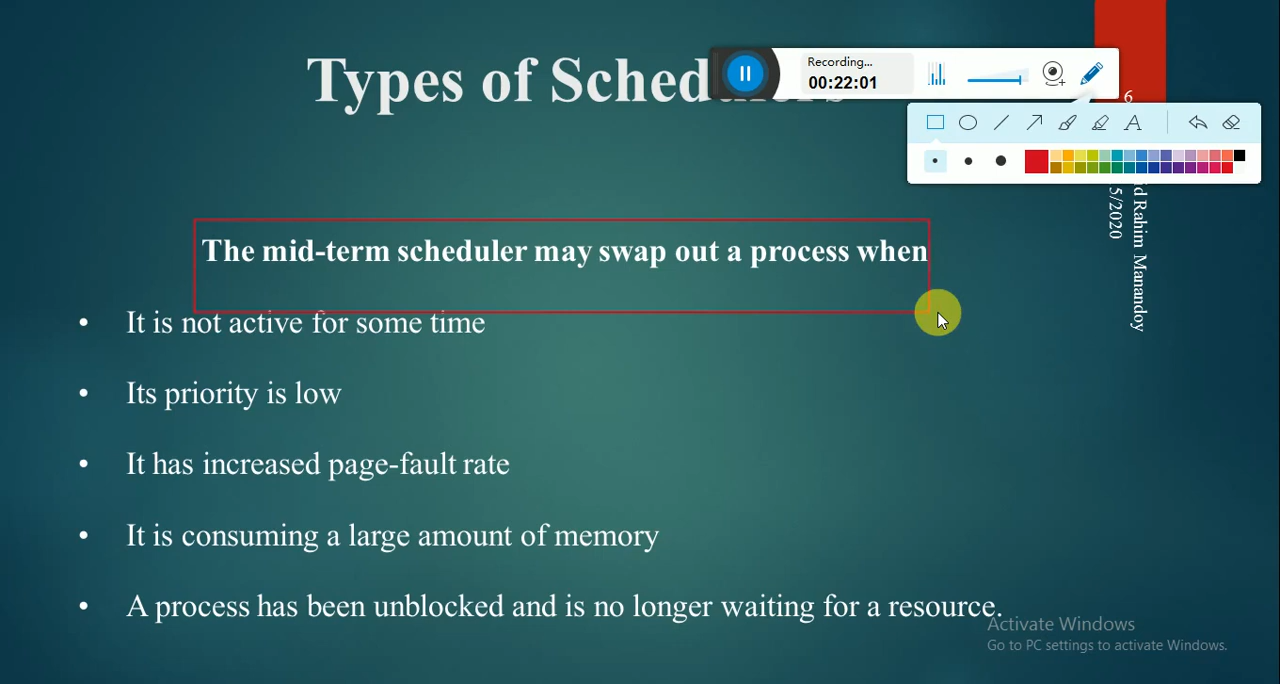 Types of Schedulers
Recording...
00:22:01
6
A
id Rahim Manandoy
5/2020
The mid-term scheduler may swap out a process when
• It is not active for some time
• Its priority is low
• It has increased page-fault rate
• It is consuming a large amount of memory
• A process has been unblocked and is no longer waiting for a resource.
Activate Windows
Go to PC settings to activate Windows.